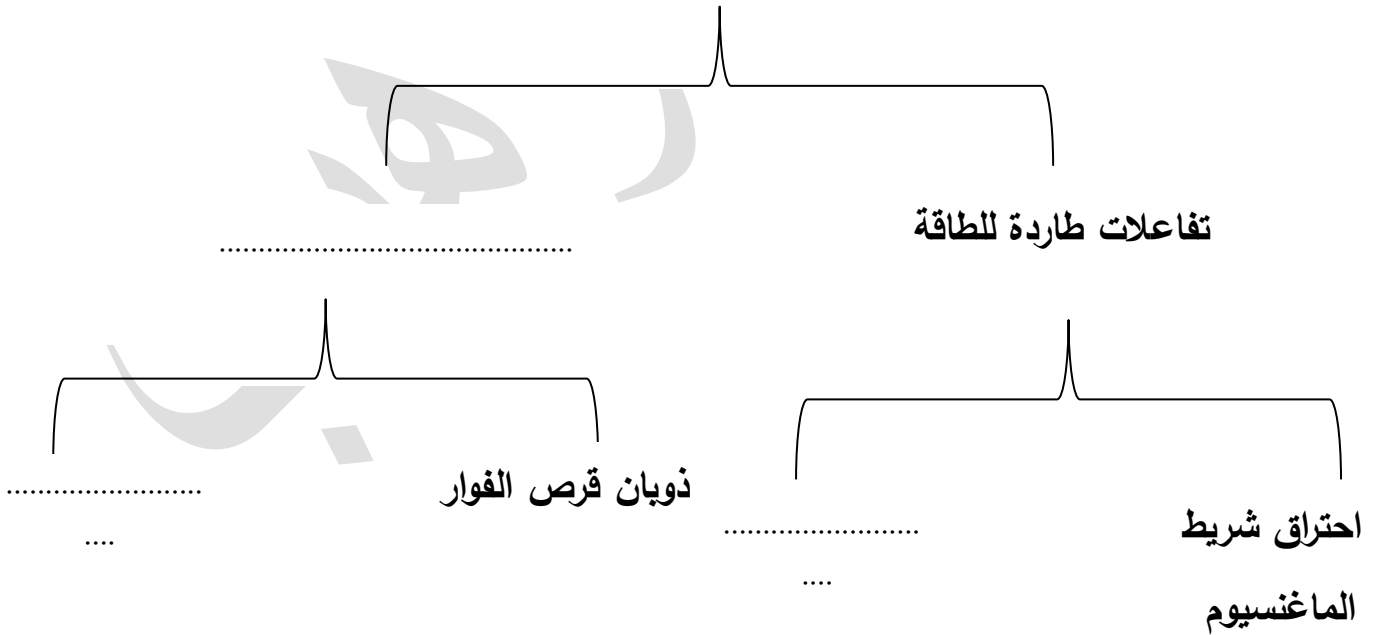 تفاعلات طاردة للطاقة
.............................................
ذوبان قرص الفوار
.........................
....
احتراق شريط
الماغنسيوم
.........................
....